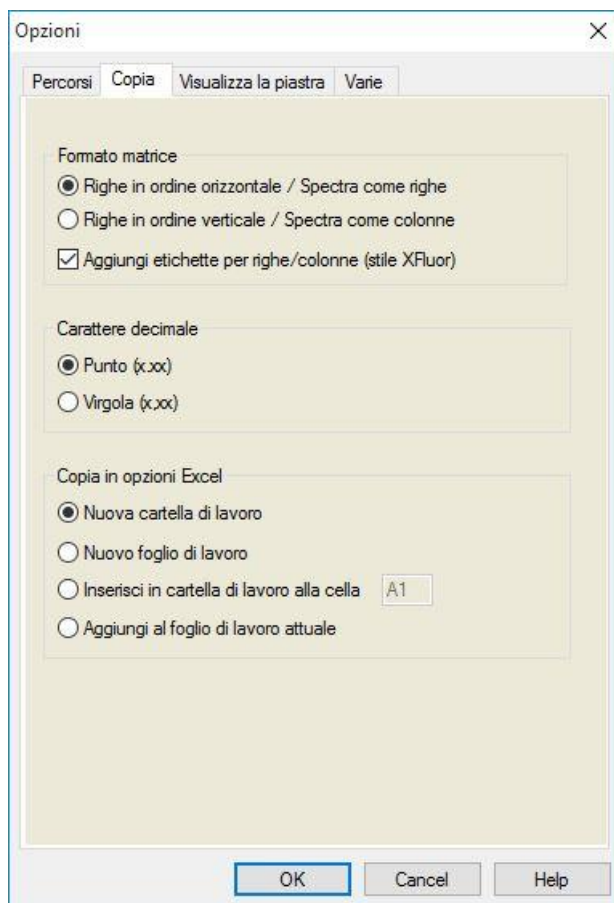 Opzioni
Percorsi Copia Visualizza la piastra Varie
Formato matrice
Righe in ordine orizzontale / Spectra come righe
Righe in ordine verticale / Spectra come colonne
Aggiungi etichette per righe/colonne (stile XFluor)
Carattere decimale
Punto (x.xx)
Virgola (x,xx)
Copia in opzioni Excel
Nuova cartella di lavoro
Nuovo foglio di lavoro
Inserisci in cartella di lavoro alla cella A1
Aggiungi al foglio di lavoro attuale
OK Cancel Help